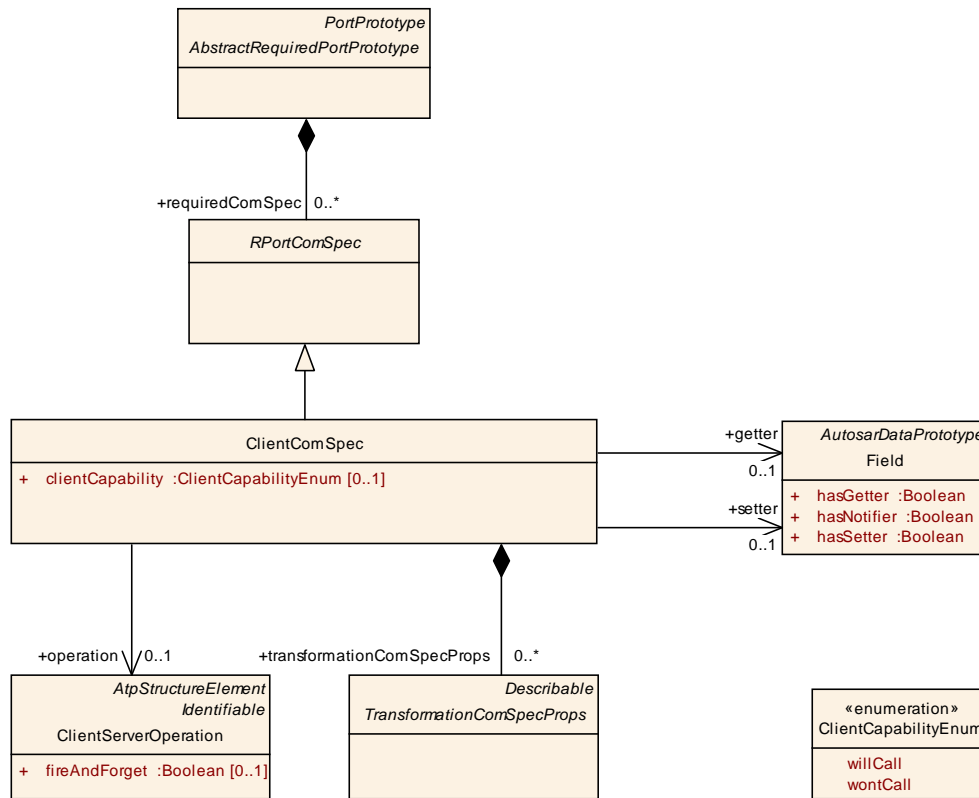 PortPrototype
AbstractRequiredPortPrototype
+requiredComSpec 0..*
RPortComSpec
ClientComSpec
+ clientCapability :ClientCapabilityEnum [0..1]
+getter
0..1
+setter
0..1
AutosarDataPrototype
Field
+ hasGetter :Boolean
+ hasNotifier :Boolean
+ hasSetter :Boolean
+operation 0..1
+transformationComSpecProps 0..*
AtpStructureElement
Identifiable
ClientServerOperation
+ fireAndForget :Boolean [0..1]
Describable
TransformationComSpecProps
«enumeration»
ClientCapabilityEnum
willCall
wontCall